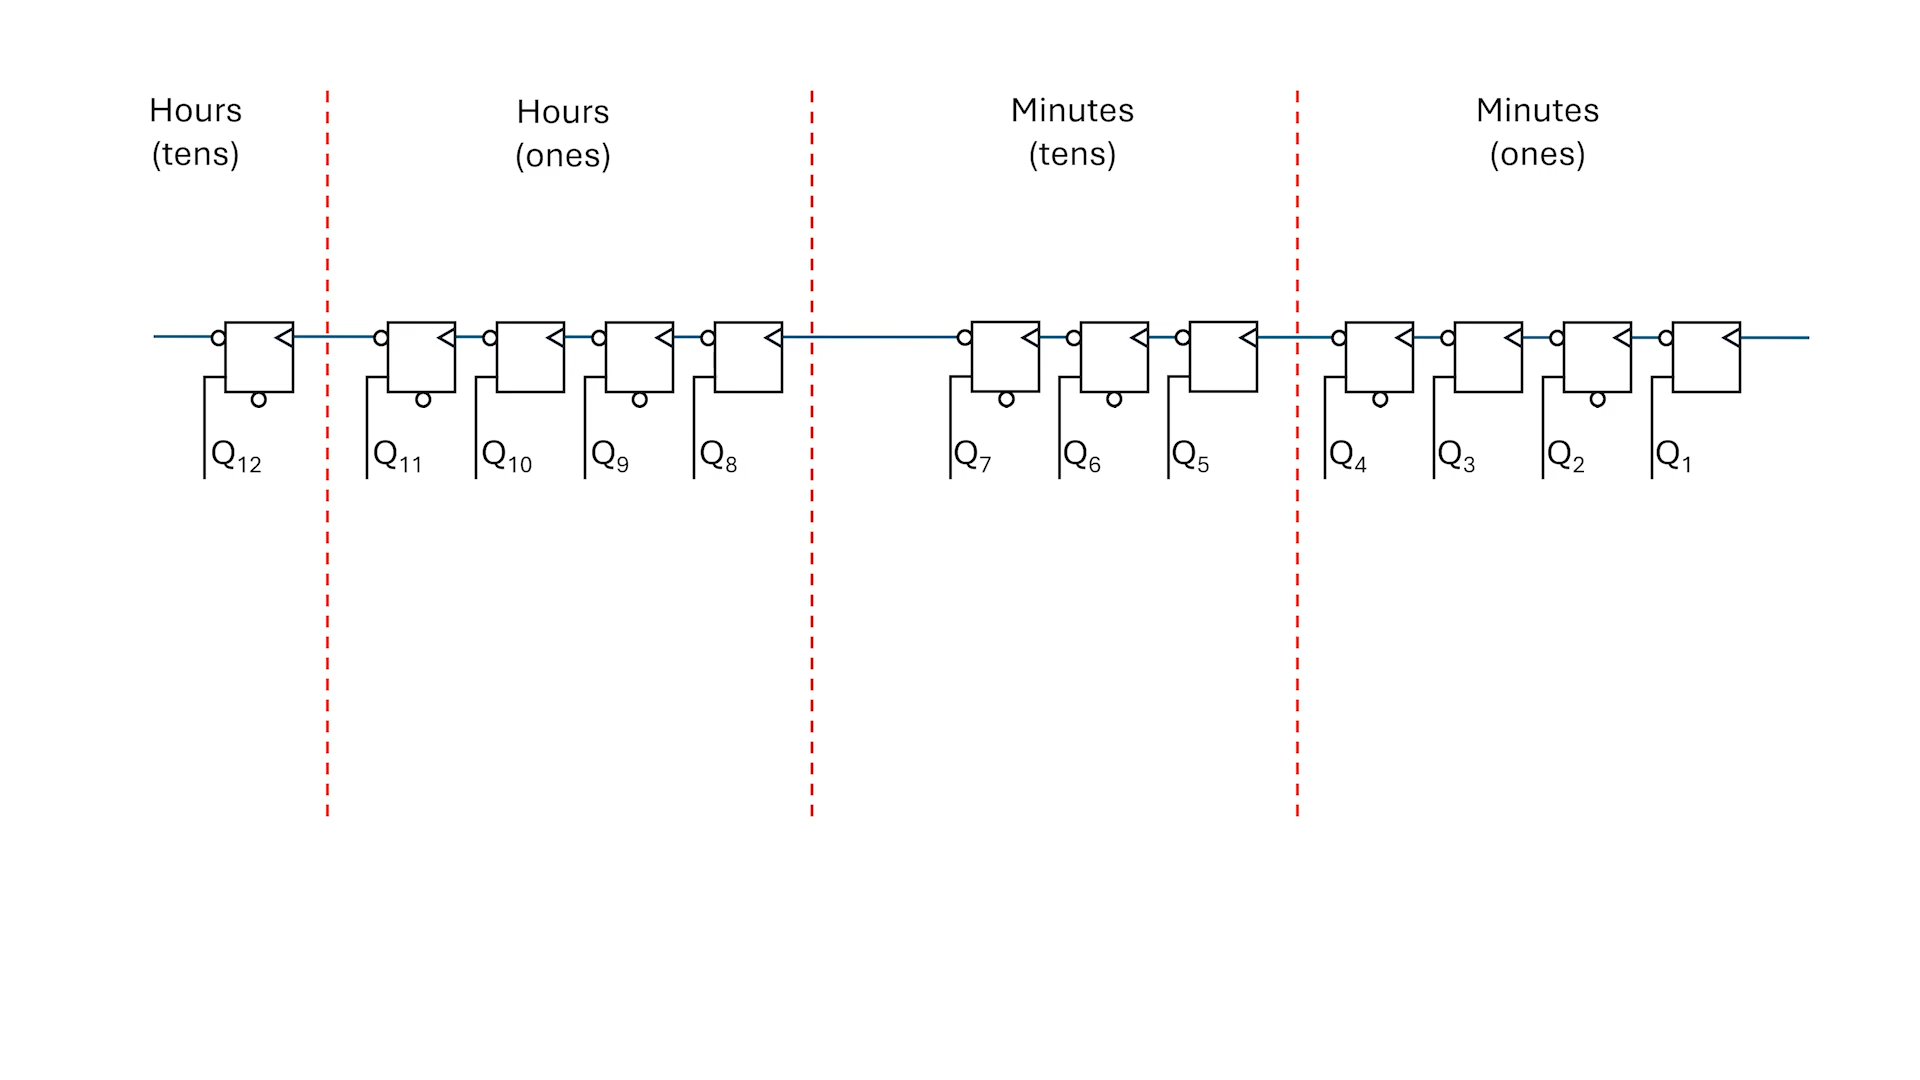 Hours
(tens)
Hours
(ones)
Minutes
(tens)
Minutes
(ones)
Q₁₂ Q₁₁ Q₁₀ Q₉ Q₈ Q₇ Q₆ Q₅ Q₄ Q₃ Q₂ Q₁